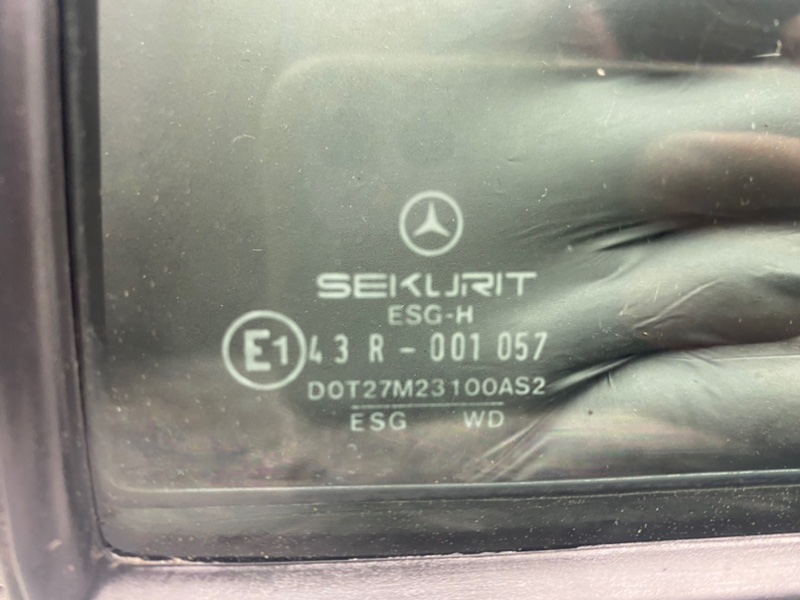 SEKURIT
ESG-H
E1 43 R - 001 057
DOT27M23100AS2
ESG WD